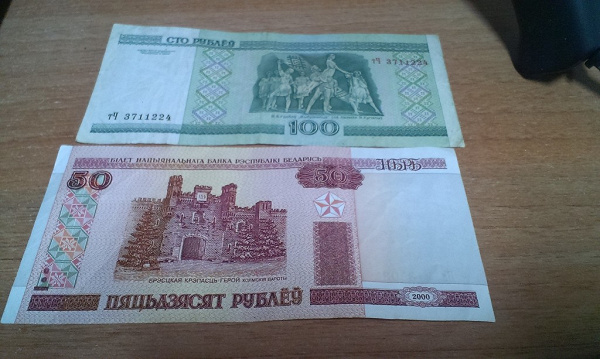 СТО РУБЛЁЎ
тЧ 3711224
тЧ 3711224
100
БІЛЕТ НАЦЫЯНАЛЬНАГА БАНКА РЭСПУБЛІКІ БЕЛАРУСЬ
50
50
БРЭСЦКАЯ КРЭПАСЦЬ-ГЕРОЙ ХОЛМСКІЯ ВАРОТЫ
ПЯЦЬДЗЯСЯТ РУБЛЁЎ
2000